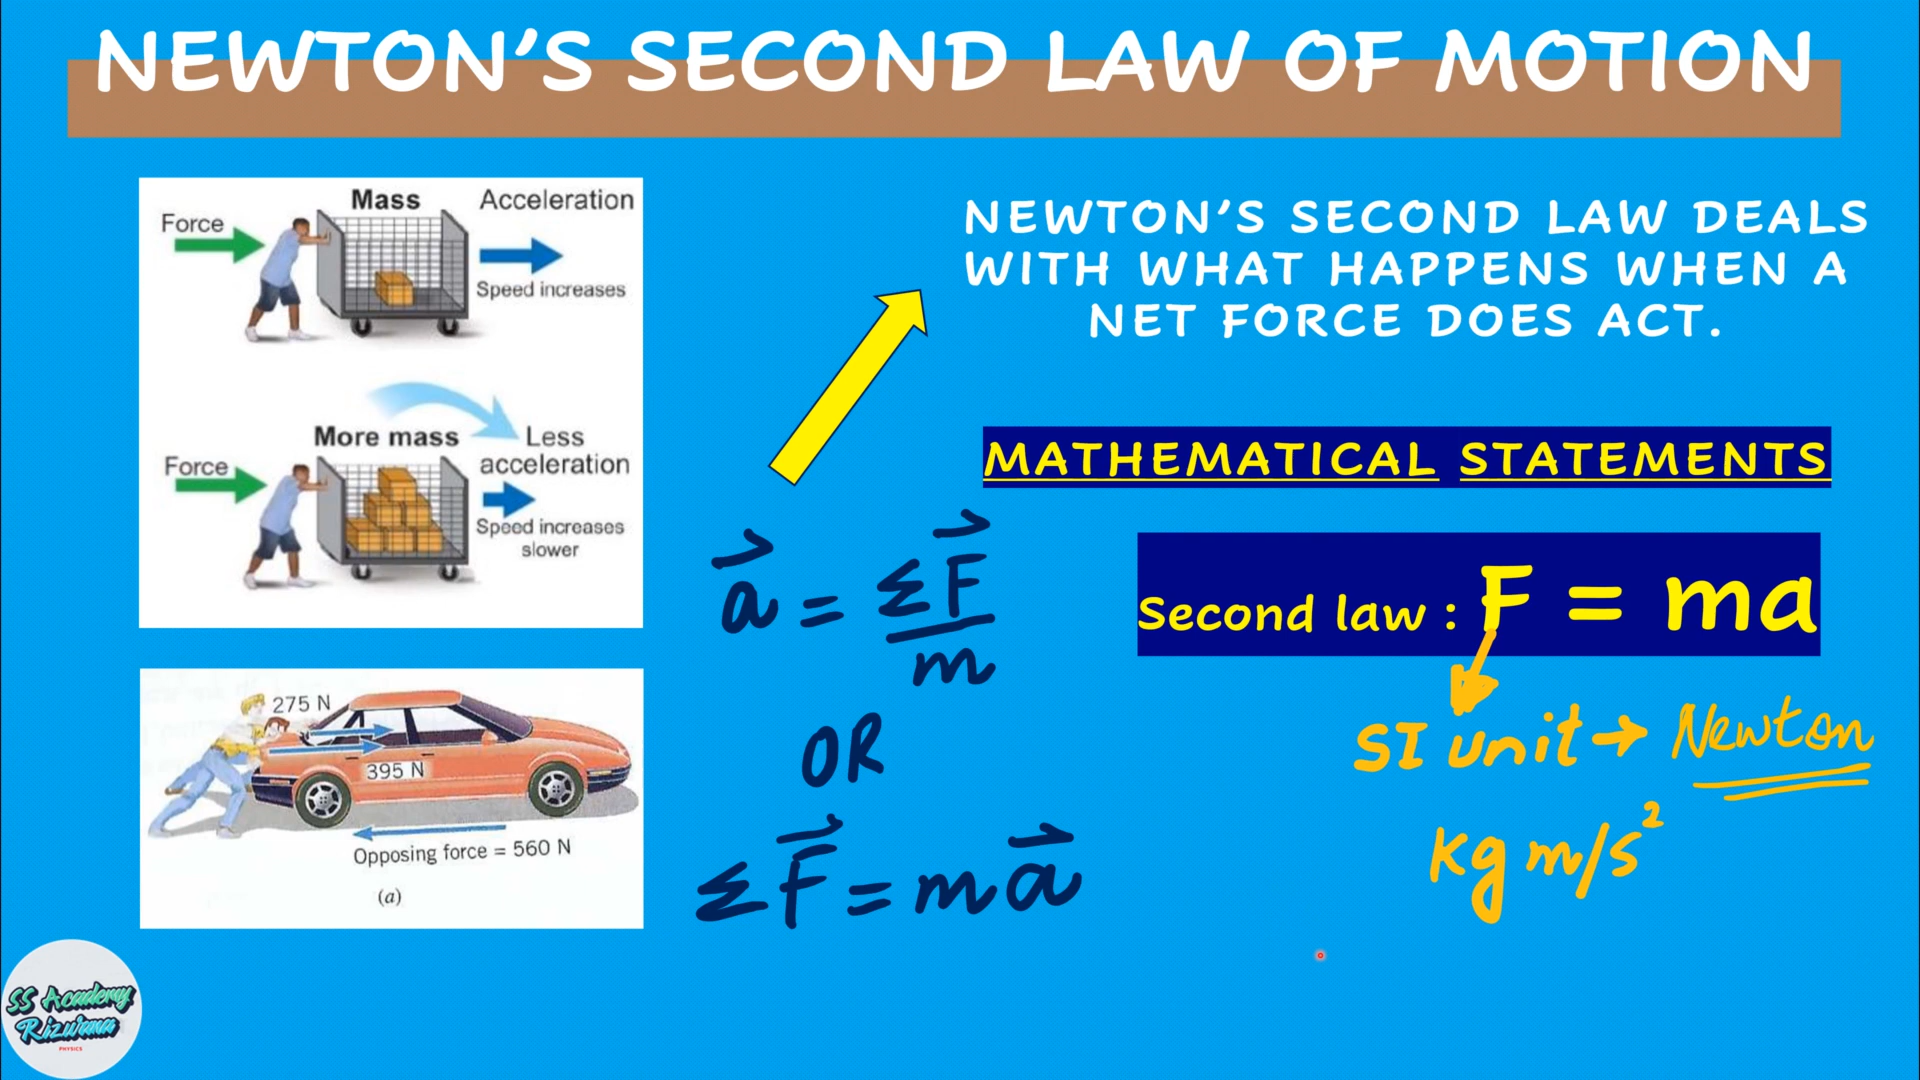 NEWTON'S SECOND LAW OF MOTION
Force
Mass
Acceleration
Speed increases
Force
More mass
Less
acceleration
Speed increases
slower
275 N
395 N
Opposing force = 560 N
(a)
NEWTON'S SECOND LAW DEALS
WITH WHAT HAPPENS WHEN A
NET FORCE DOES ACT.
MATHEMATICAL STATEMENTS
Second law : F = ma
a⃗ = ΣF⃗/m
OR
ΣF⃗ = ma⃗
SI unit → Newton
kg m/s²
SS Academy
Rizwana
PHYSICS